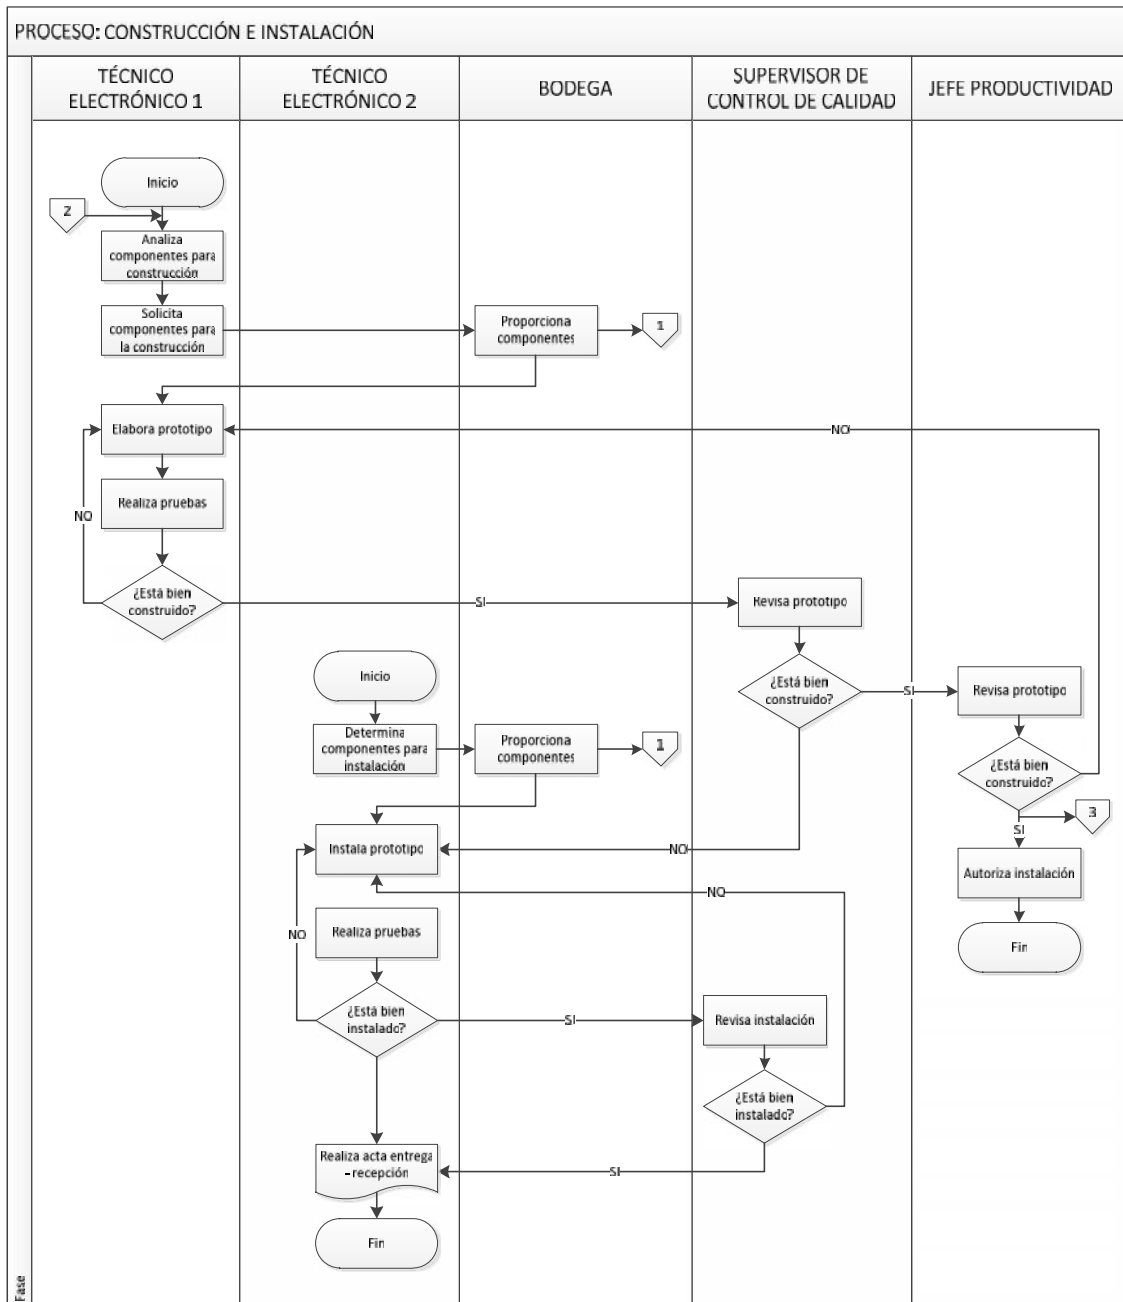 PROCESO: CONSTRUCCIÓN E INSTALACIÓN
TÉCNICO
ELECTRÓNICO 1
TÉCNICO
ELECTRÓNICO 2
BODEGA
SUPERVISOR DE
CONTROL DE CALIDAD
JEFE PRODUCTIVIDAD
Inicio
2
Analiza
componentes para
construcción
Solicita
componentes para
la construcción
Proporciona
componentes
1
Elabora prototipo
NO
Realiza pruebas
NO
¿Está bien
construido?
SI
Revisa prototipo
Inicio
¿Está bien
construido?
SI
Revisa prototipo
Determina
componentes para
instalación
Proporciona
componentes
1
¿Está bien
construido?
3
SI
Instala prototipo
NO
Autoriza instalación
NO
Realiza pruebas
NO
Fin
¿Está bien
instalado?
SI
Revisa instalación
¿Está bien
instalado?
Realiza acta entrega
– recepción
SI
Fin
Fase